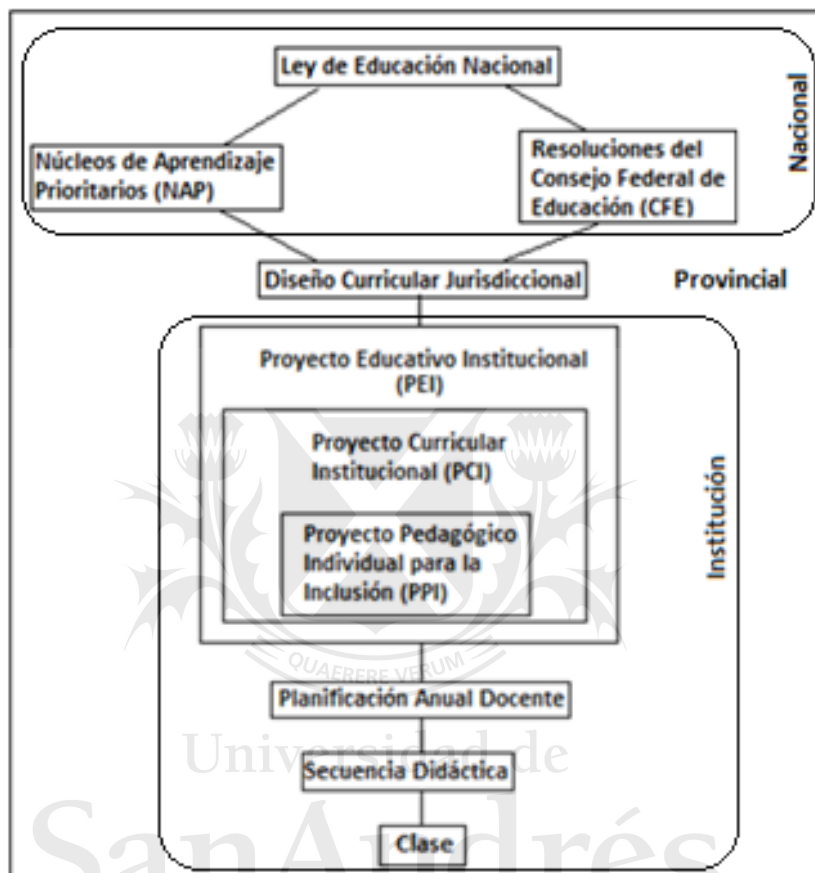 Ley de Educación Nacional
Nacional
Núcleos de Aprendizaje
Prioritarios (NAP)
Resoluciones del
Consejo Federal de
Educación (CFE)
Diseño Curricular Jurisdiccional
Provincial
Proyecto Educativo Institucional
(PEI)
Proyecto Curricular
Institucional (PCI)
Proyecto Pedagógico
Individual para la
Inclusión (PPI)
Institución
QUAERERE VERUM
Planificación Anual Docente
Universidad de
Secuencia Didáctica
SanAndrés
Clase